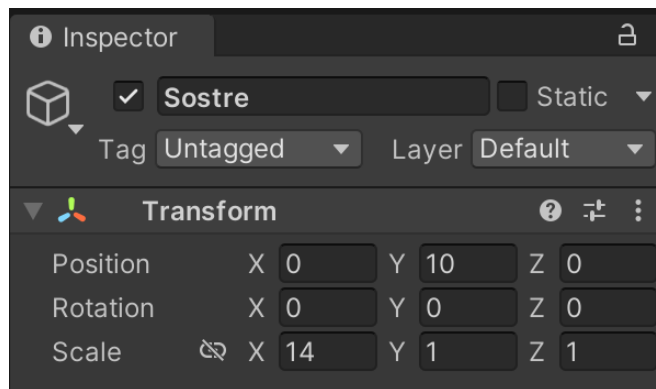 Inspector
Sostre Static
Tag Untagged Layer Default
Transform
Position X 0 Y 10 Z 0
Rotation X 0 Y 0 Z 0
Scale X 14 Y 1 Z 1